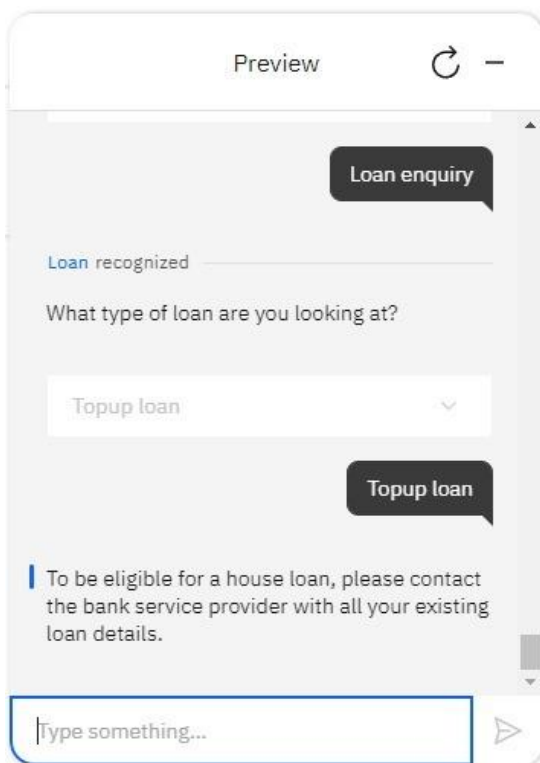 Preview
Loan enquiry
Loan recognized
What type of loan are you looking at?
Topup loan
Topup loan
To be eligible for a house loan, please contact
the bank service provider with all your existing
loan details.
Type something...